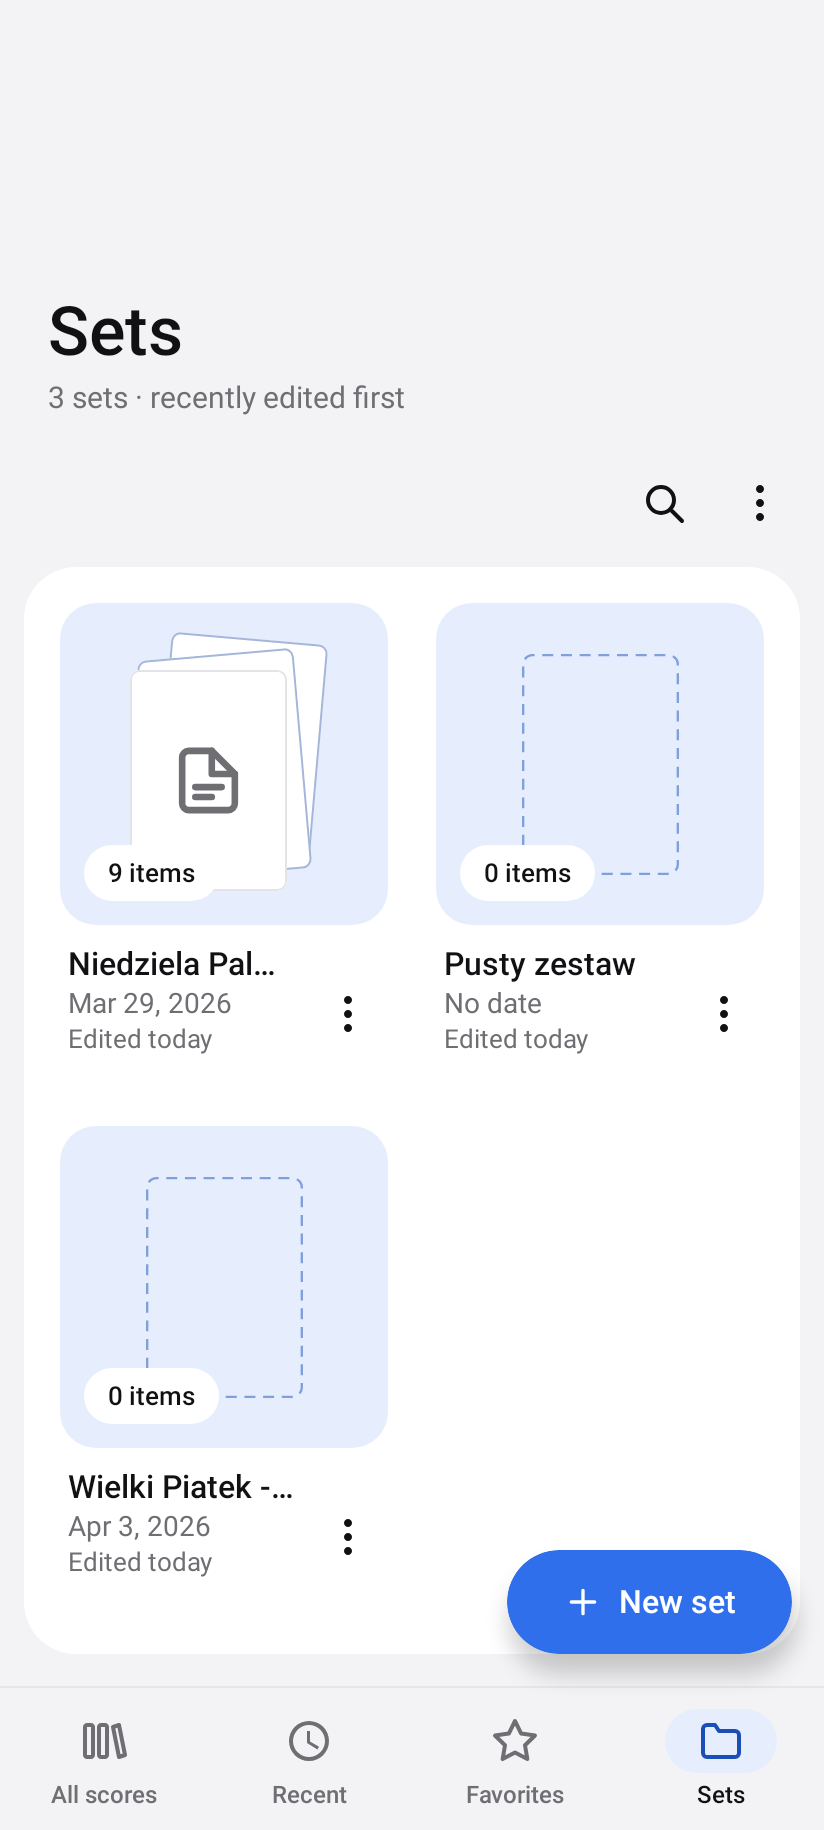 Sets
3 sets · recently edited first
9 items
0 items
Niedziela Pal...
Mar 29, 2026
Edited today
Pusty zestaw
No date
Edited today
0 items
Wielki Piatek -...
Apr 3, 2026
Edited today
New set
All scores
Recent
Favorites
Sets